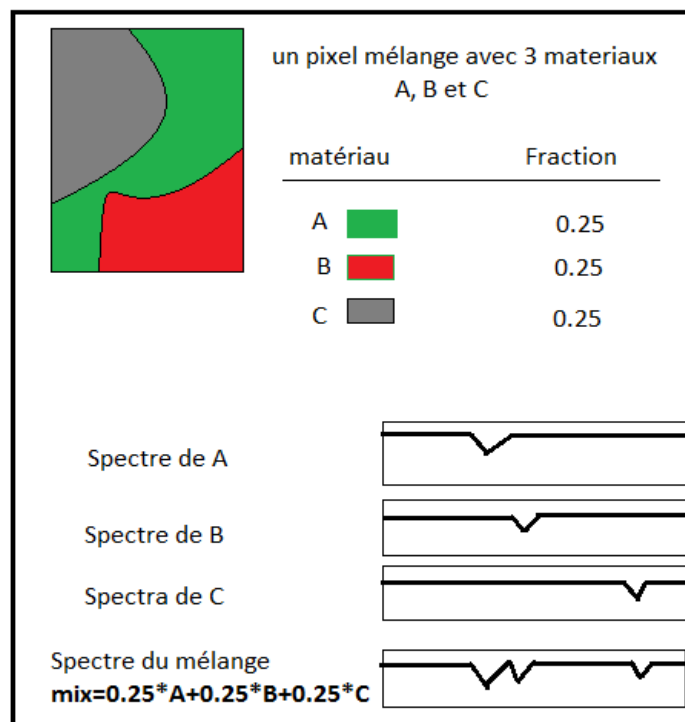 un pixel mélange avec 3 materiaux
A, B et C
matériau Fraction
A 0.25
B 0.25
C 0.25
Spectre de A
Spectre de B
Spectra de C
Spectre du mélange
mix=0.25*A+0.25*B+0.25*C